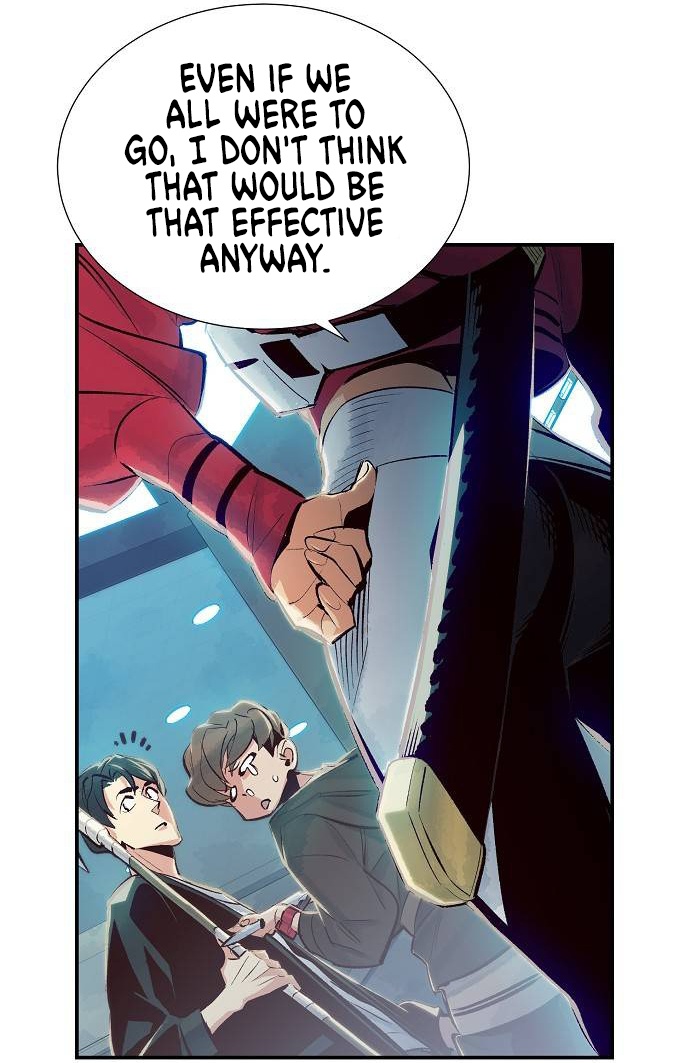 EVEN IF WE
ALL WERE TO
GO, I DON'T THINK
THAT WOULD BE
THAT EFFECTIVE
ANYWAY.